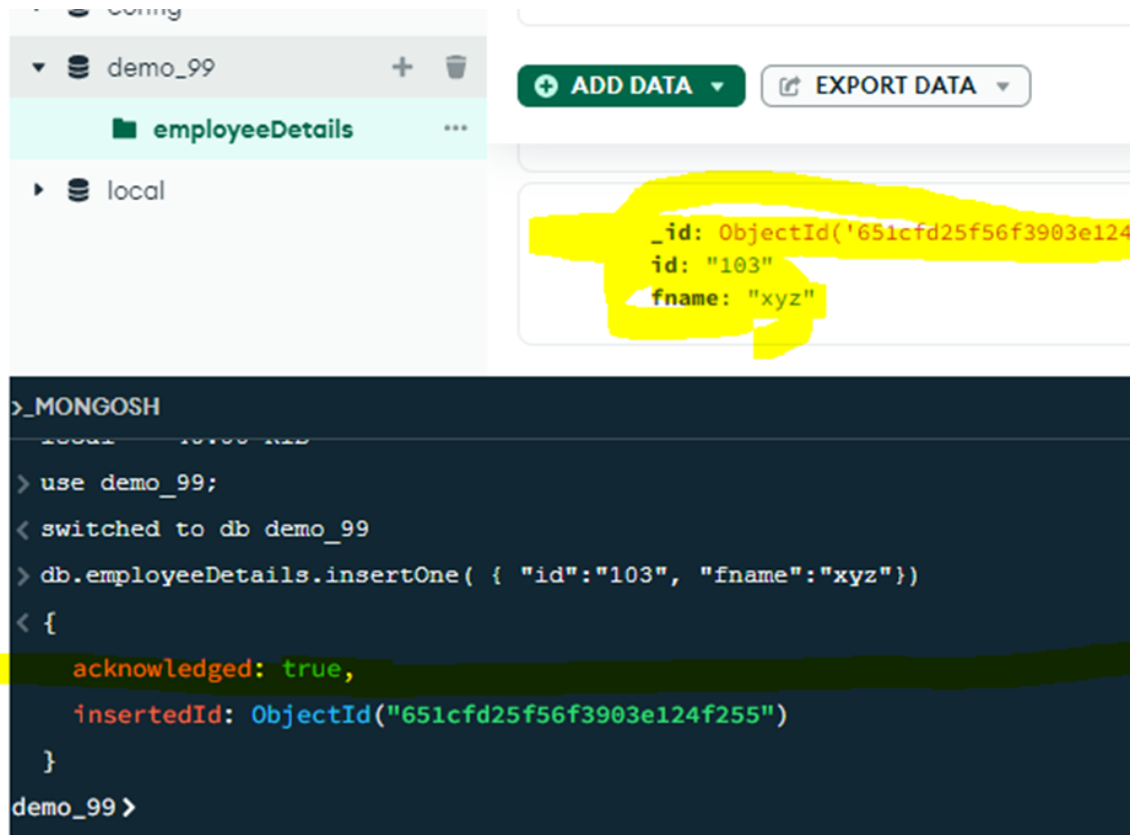 config
demo_99
employeeDetails
local
ADD DATA
EXPORT DATA
_id: ObjectId('651cfd25f56f3903e124
id: "103"
fname: "xyz"
>_MONGOSH
> use demo_99;
< switched to db demo_99
> db.employeeDetails.insertOne( { "id":"103", "fname":"xyz"})
< {
acknowledged: true,
insertedId: ObjectId("651cfd25f56f3903e124f255")
}
demo_99>